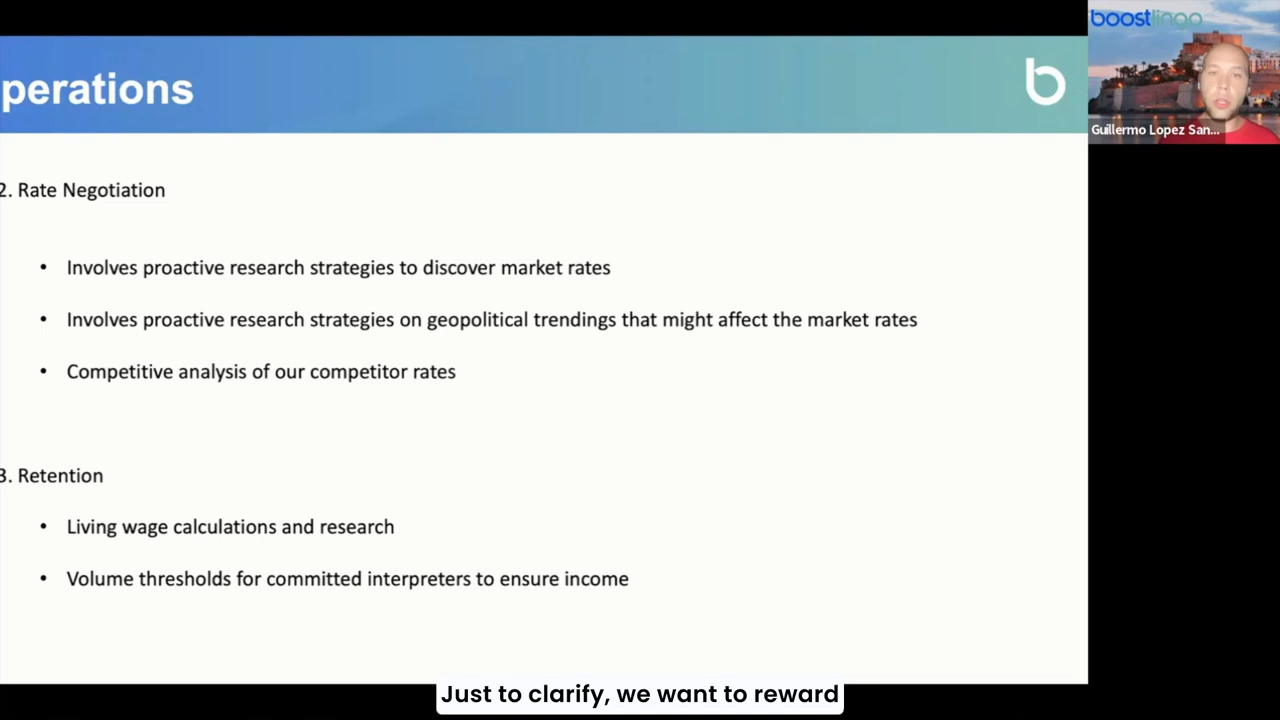 perations
b
boostlingo
Guillermo Lopez San...
2. Rate Negotiation
• Involves proactive research strategies to discover market rates
• Involves proactive research strategies on geopolitical trendings that might affect the market rates
• Competitive analysis of our competitor rates
3. Retention
• Living wage calculations and research
• Volume thresholds for committed interpreters to ensure income
Just to clarify, we want to reward